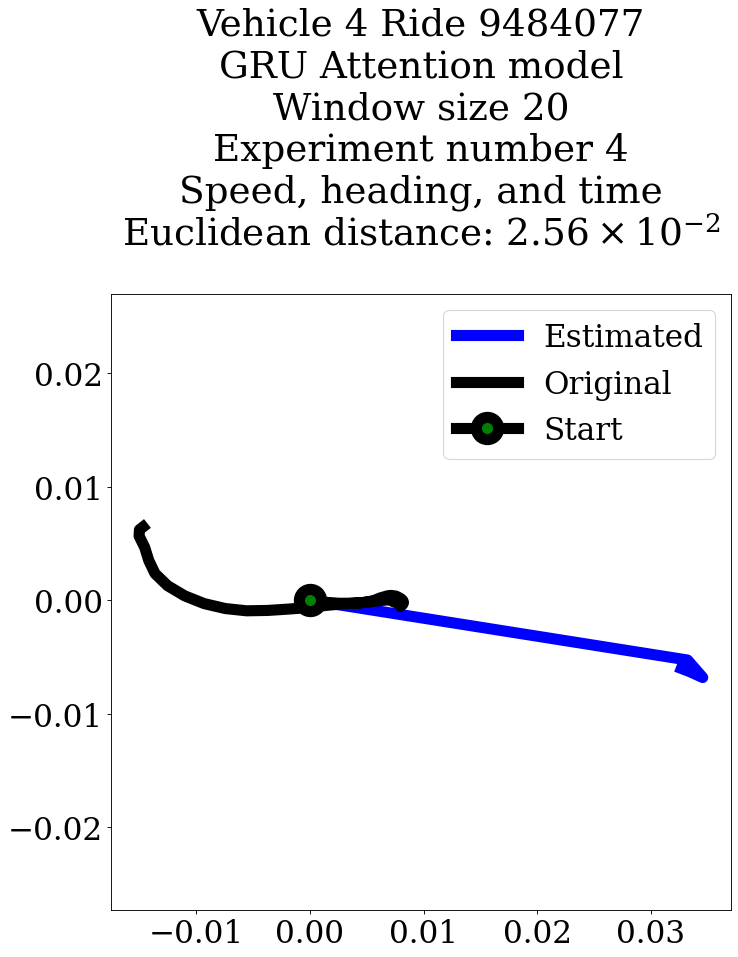 Vehicle 4 Ride 9484077
GRU Attention model
Window size 20
Experiment number 4
Speed, heading, and time
Euclidean distance: 2.56 × 10⁻²
Estimated
Original
Start
0.02
0.01
0.00
−0.01
−0.02
−0.01 0.00 0.01 0.02 0.03